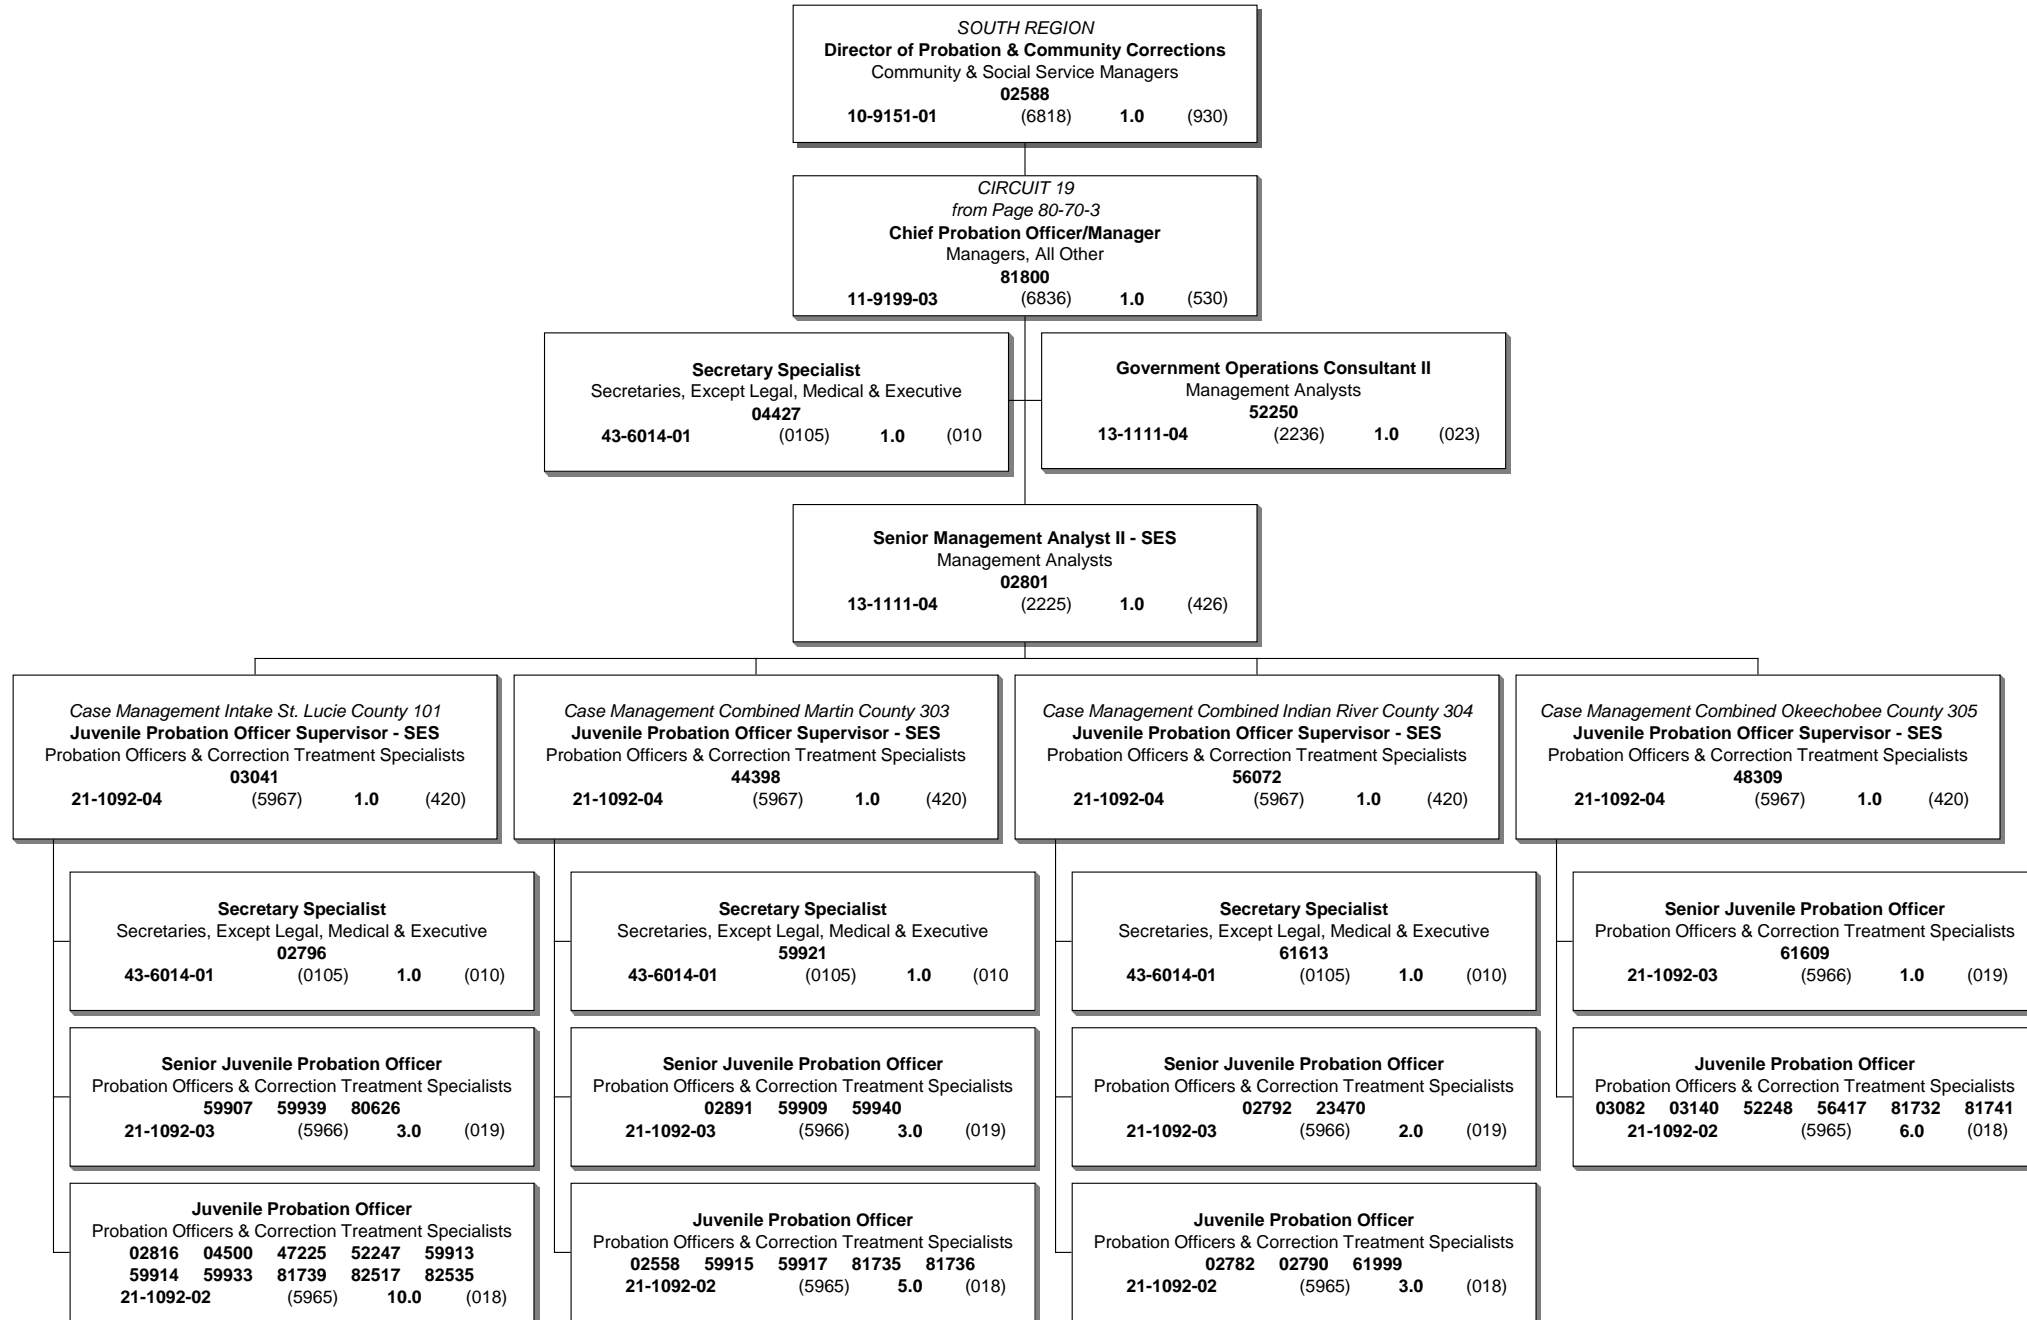 SOUTH REGION
Director of Probation & Community Corrections
Community & Social Service Managers
02588
10-9151-01 (6818) 1.0 (930)
CIRCUIT 19
from Page 80-70-3
Chief Probation Officer/Manager
Managers, All Other
81800
11-9199-03 (6836) 1.0 (530)
Secretary Specialist
Secretaries, Except Legal, Medical & Executive
04427
43-6014-01 (0105) 1.0 (010
Government Operations Consultant II
Management Analysts
52250
13-1111-04 (2236) 1.0 (023)
Senior Management Analyst II - SES
Management Analysts
02801
13-1111-04 (2225) 1.0 (426)
Case Management Intake St. Lucie County 101
Juvenile Probation Officer Supervisor - SES
Probation Officers & Correction Treatment Specialists
03041
21-1092-04 (5967) 1.0 (420)
Secretary Specialist
Secretaries, Except Legal, Medical & Executive
02796
43-6014-01 (0105) 1.0 (010)
Senior Juvenile Probation Officer
Probation Officers & Correction Treatment Specialists
59907 59939 80626
21-1092-03 (5966) 3.0 (019)
Juvenile Probation Officer
Probation Officers & Correction Treatment Specialists
02816 04500 47225 52247 59913
59914 59933 81739 82517 82535
21-1092-02 (5965) 10.0 (018)
Case Management Combined Martin County 303
Juvenile Probation Officer Supervisor - SES
Probation Officers & Correction Treatment Specialists
44398
21-1092-04 (5967) 1.0 (420)
Secretary Specialist
Secretaries, Except Legal, Medical & Executive
59921
43-6014-01 (0105) 1.0 (010
Senior Juvenile Probation Officer
Probation Officers & Correction Treatment Specialists
02891 59909 59940
21-1092-03 (5966) 3.0 (019)
Juvenile Probation Officer
Probation Officers & Correction Treatment Specialists
02558 59915 59917 81735 81736
21-1092-02 (5965) 5.0 (018)
Case Management Combined Indian River County 304
Juvenile Probation Officer Supervisor - SES
Probation Officers & Correction Treatment Specialists
56072
21-1092-04 (5967) 1.0 (420)
Secretary Specialist
Secretaries, Except Legal, Medical & Executive
61613
43-6014-01 (0105) 1.0 (010)
Senior Juvenile Probation Officer
Probation Officers & Correction Treatment Specialists
02792 23470
21-1092-03 (5966) 2.0 (019)
Juvenile Probation Officer
Probation Officers & Correction Treatment Specialists
02782 02790 61999
21-1092-02 (5965) 3.0 (018)
Case Management Combined Okeechobee County 305
Juvenile Probation Officer Supervisor - SES
Probation Officers & Correction Treatment Specialists
48309
21-1092-04 (5967) 1.0 (420)
Senior Juvenile Probation Officer
Probation Officers & Correction Treatment Specialists
61609
21-1092-03 (5966) 1.0 (019)
Juvenile Probation Officer
Probation Officers & Correction Treatment Specialists
03082 03140 52248 56417 81732 81741
21-1092-02 (5965) 6.0 (018)